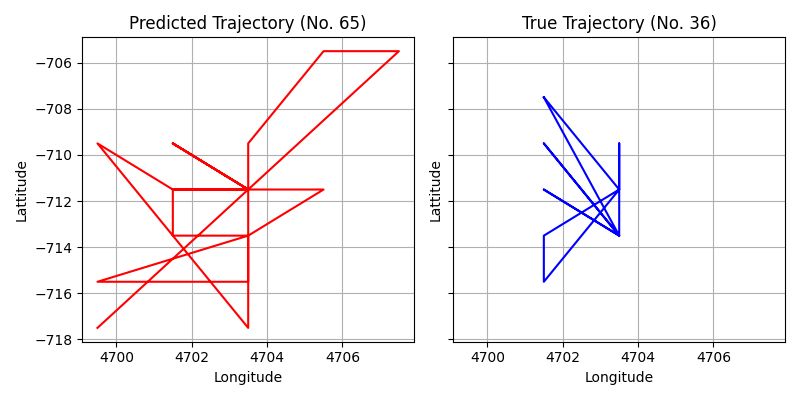 Predicted Trajectory (No. 65)
True Trajectory (No. 36)
Lattitude
−706
−708
−710
−712
−714
−716
−718
4700
4702
4704
4706
Longitude
Lattitude
4700
4702
4704
4706
Longitude